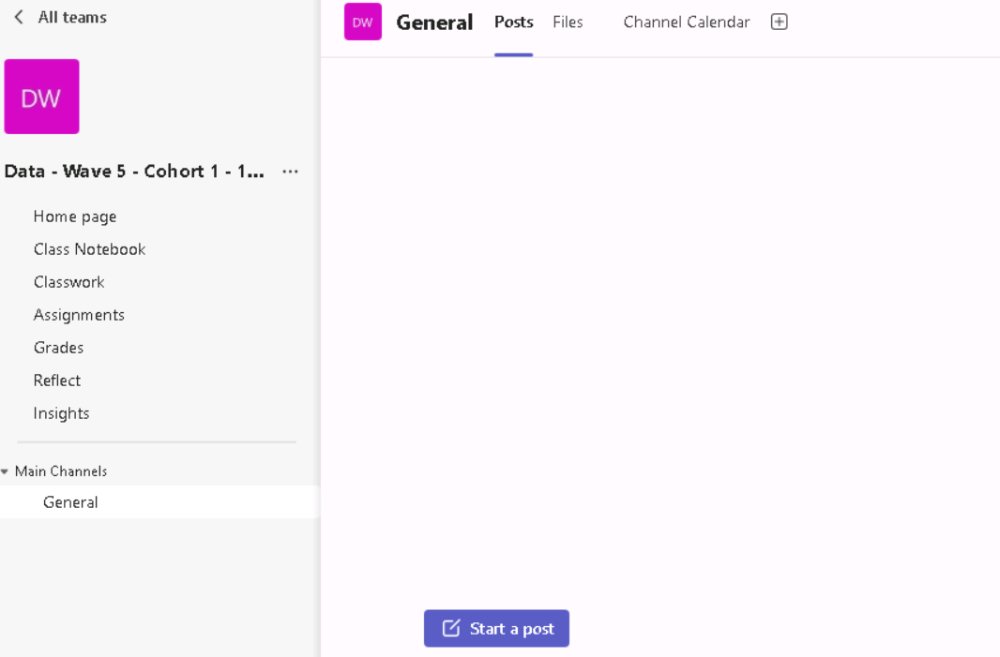 All teams
DW
Data - Wave 5 - Cohort 1 - 1...
Home page
Class Notebook
Classwork
Assignments
Grades
Reflect
Insights
Main Channels
General
DW General Posts Files Channel Calendar
Start a post